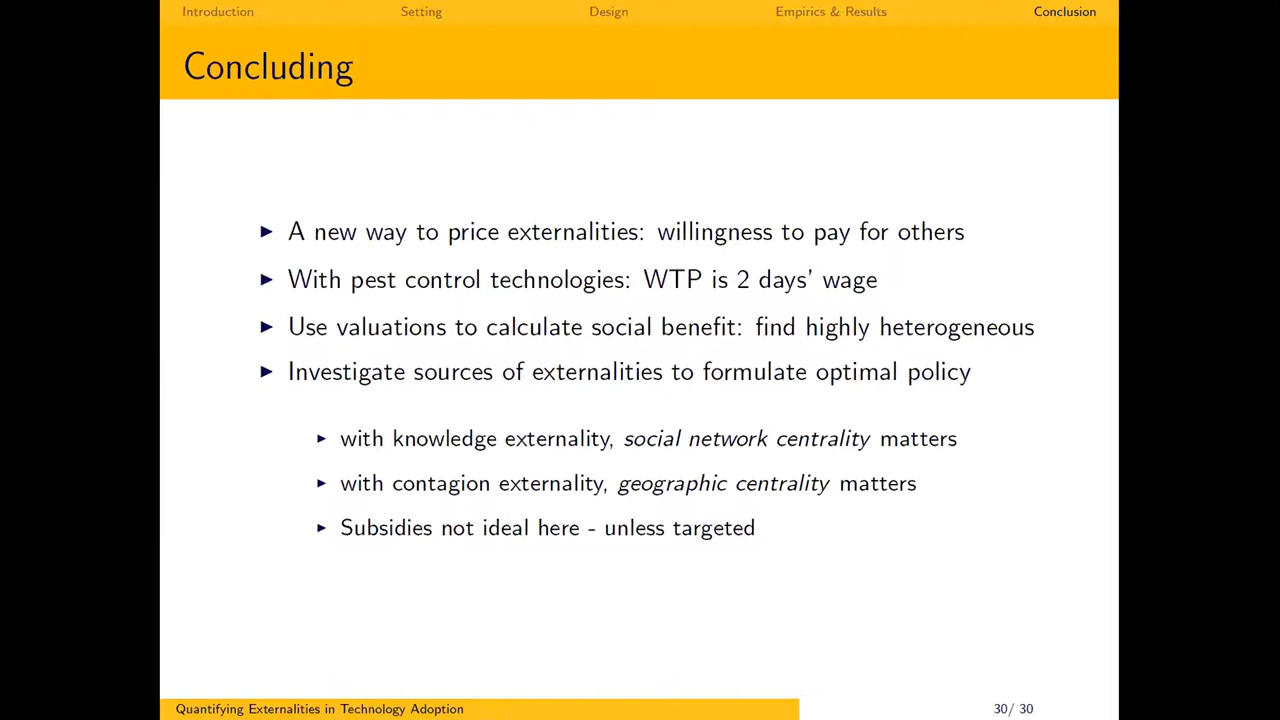 Introduction Setting Design Empirics & Results Conclusion
Concluding
A new way to price externalities: willingness to pay for others
With pest control technologies: WTP is 2 days' wage
Use valuations to calculate social benefit: find highly heterogeneous
Investigate sources of externalities to formulate optimal policy
with knowledge externality, social network centrality matters
with contagion externality, geographic centrality matters
Subsidies not ideal here - unless targeted
Quantifying Externalities in Technology Adoption 30/ 30